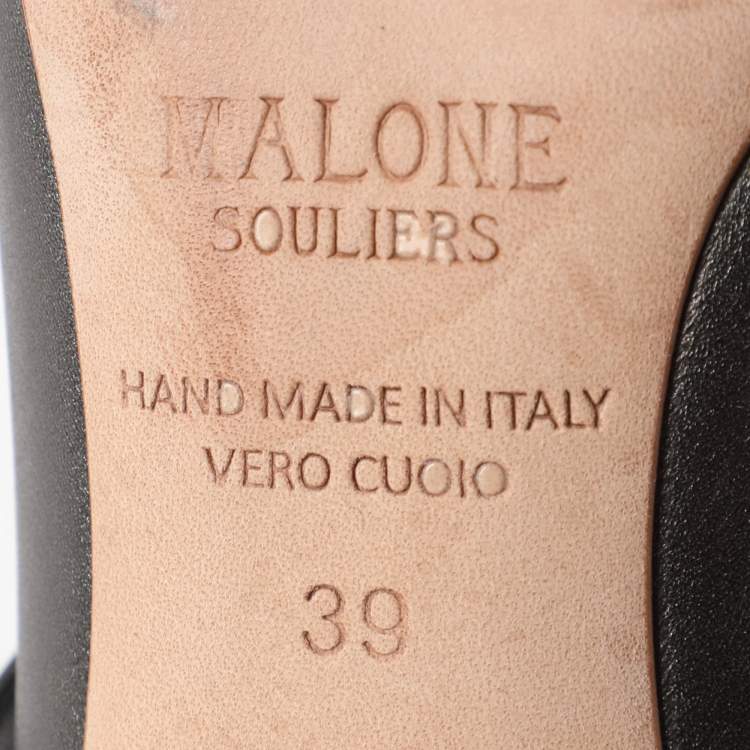 MALONE
SOULIERS
HAND MADE IN ITALY
VERO CUOIO
39